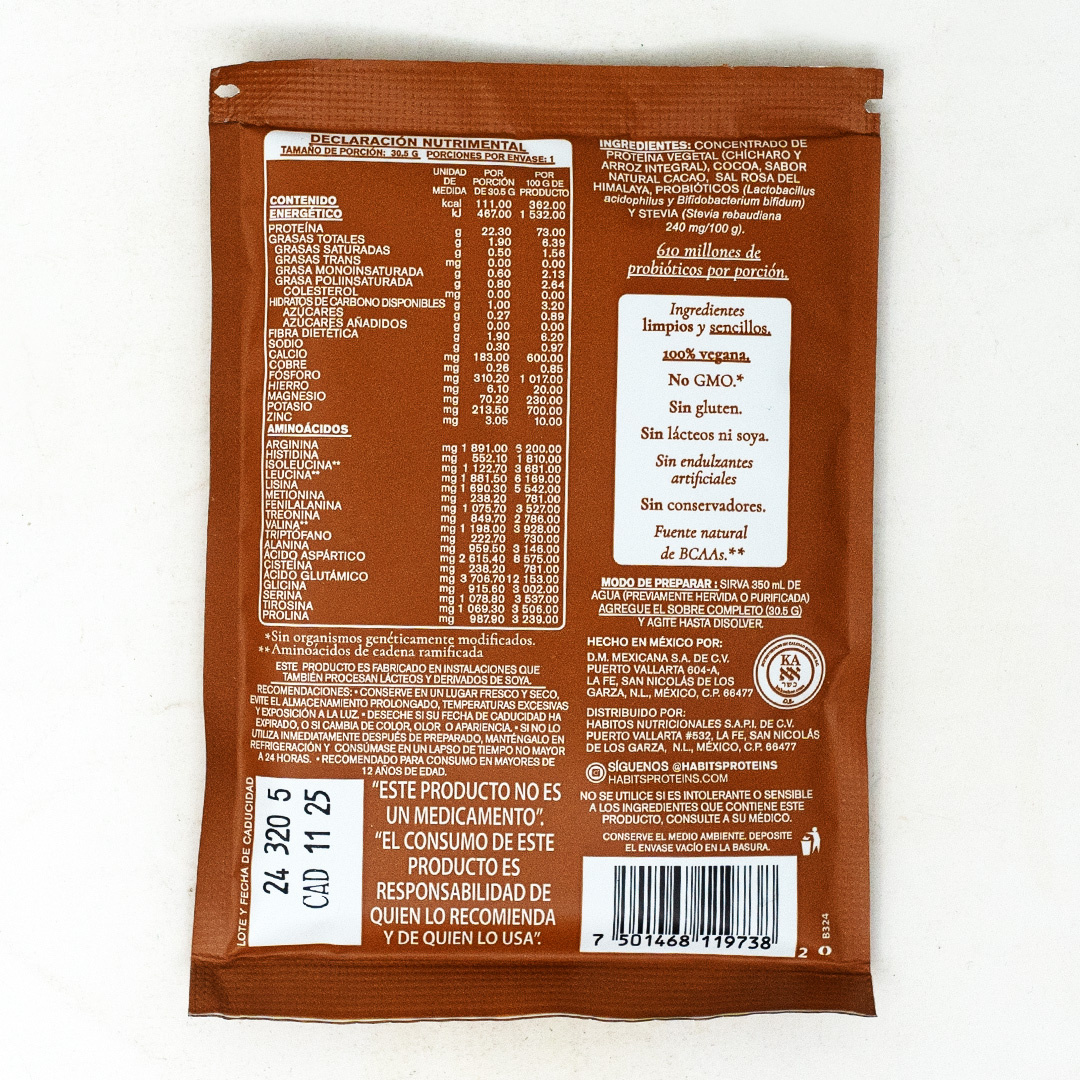 DECLARACIÓN NUTRIMENTAL
TAMAÑO DE PORCIÓN: 30.5 G PORCIONES POR ENVASE: 1
UNIDAD DE MEDIDA POR PORCIÓN DE 30.5 G POR 100 G DE PRODUCTO
CONTENIDO kcal 111.00 362.00
ENERGÉTICO kJ 467.00 1 532.00
PROTEÍNA g 22.30 73.00
GRASAS TOTALES g 1.90 6.39
GRASAS SATURADAS g 0.50 1.56
GRASAS TRANS mg 0.00 0.00
GRASA MONOINSATURADA g 0.60 2.13
GRASA POLIINSATURADA g 0.80 2.64
COLESTEROL mg 0.00 0.00
HIDRATOS DE CARBONO DISPONIBLES g 1.00 3.20
AZÚCARES g 0.27 0.89
AZÚCARES AÑADIDOS g 0.00 0.00
FIBRA DIETÉTICA g 1.90 6.20
SODIO g 0.30 0.97
CALCIO mg 183.00 600.00
COBRE mg 0.26 0.85
FÓSFORO mg 310.20 1 017.00
HIERRO mg 6.10 20.00
MAGNESIO mg 70.20 230.00
POTASIO mg 213.50 700.00
ZINC mg 3.05 10.00
AMINOÁCIDOS
ARGININA mg 1 891.00 6 200.00
HISTIDINA mg 552.10 1 810.00
ISOLEUCINA** mg 1 122.70 3 681.00
LEUCINA** mg 1 881.50 6 169.00
LISINA mg 1 690.30 5 542.00
METIONINA mg 238.20 781.00
FENILALANINA mg 1 075.70 3 527.00
TREONINA mg 849.70 2 786.00
VALINA** mg 1 198.00 3 928.00
TRIPTÓFANO mg 222.70 730.00
ALANINA mg 959.50 3 146.00
ÁCIDO ASPÁRTICO mg 2 615.40 8 575.00
CISTEÍNA mg 238.20 781.00
ÁCIDO GLUTÁMICO mg 3 706.70 12 153.00
GLICINA mg 915.60 3 002.00
SERINA mg 1 078.80 3 537.00
TIROSINA mg 1 069.30 3 506.00
PROLINA mg 987.90 3 239.00
*Sin organismos genéticamente modificados.
**Aminoácidos de cadena ramificada
ESTE PRODUCTO ES FABRICADO EN INSTALACIONES QUE
TAMBIÉN PROCESAN LÁCTEOS Y DERIVADOS DE SOYA.
RECOMENDACIONES: • CONSERVE EN UN LUGAR FRESCO Y SECO,
EVITE EL ALMACENAMIENTO PROLONGADO, TEMPERATURAS EXCESIVAS
Y EXPOSICIÓN A LA LUZ. • DESECHE SI SU FECHA DE CADUCIDAD HA
EXPIRADO, O SI CAMBIA DE COLOR, OLOR O APARIENCIA. • SI NO LO
UTILIZA INMEDIATAMENTE DESPUÉS DE PREPARADO, MANTÉNGALO EN
REFRIGERACIÓN Y CONSÚMASE EN UN LAPSO DE TIEMPO NO MAYOR
A 24 HORAS. • RECOMENDADO PARA CONSUMO EN MAYORES DE
12 AÑOS DE EDAD.
LOTE Y FECHA DE CADUCIDAD
24 320 5
CAD 11 25
"ESTE PRODUCTO NO ES
UN MEDICAMENTO".
"EL CONSUMO DE ESTE
PRODUCTO ES
RESPONSABILIDAD DE
QUIEN LO RECOMIENDA
Y DE QUIEN LO USA".
INGREDIENTES: CONCENTRADO DE
PROTEÍNA VEGETAL (CHÍCHARO Y
ARROZ INTEGRAL), COCOA, SABOR
NATURAL CACAO, SAL ROSA DEL
HIMALAYA, PROBIÓTICOS (Lactobacillus
acidophilus y Bifidobacterium bifidum)
Y STEVIA (Stevia rebaudiana
240 mg/100 g).
610 millones de
probióticos por porción.
Ingredientes
limpios y sencillos.
100% vegana.
No GMO.*
Sin gluten.
Sin lácteos ni soya.
Sin endulzantes
artificiales
Sin conservadores.
Fuente natural
de BCAAs.**
MODO DE PREPARAR : SIRVA 350 mL DE
AGUA (PREVIAMENTE HERVIDA O PURIFICADA)
AGREGUE EL SOBRE COMPLETO (30.5 G)
Y AGITE HASTA DISOLVER.
HECHO EN MÉXICO POR:
D.M. MEXICANA S.A. DE C.V.
PUERTO VALLARTA 604-A,
LA FE, SAN NICOLÁS DE LOS
GARZA, N.L., MÉXICO, C.P. 66477
KA
כשר
DISTRIBUIDO POR:
HABITOS NUTRICIONALES S.A.P.I. DE C.V.
PUERTO VALLARTA #532, LA FE, SAN NICOLÁS
DE LOS GARZA, N.L., MÉXICO, C.P. 66477
SÍGUENOS @HABITSPROTEINS
HABITSPROTEINS.COM
NO SE UTILICE SI ES INTOLERANTE O SENSIBLE
A LOS INGREDIENTES QUE CONTIENE ESTE
PRODUCTO, CONSULTE A SU MÉDICO.
CONSERVE EL MEDIO AMBIENTE. DEPOSITE
EL ENVASE VACÍO EN LA BASURA.
7 501468 119738
2 0
B324